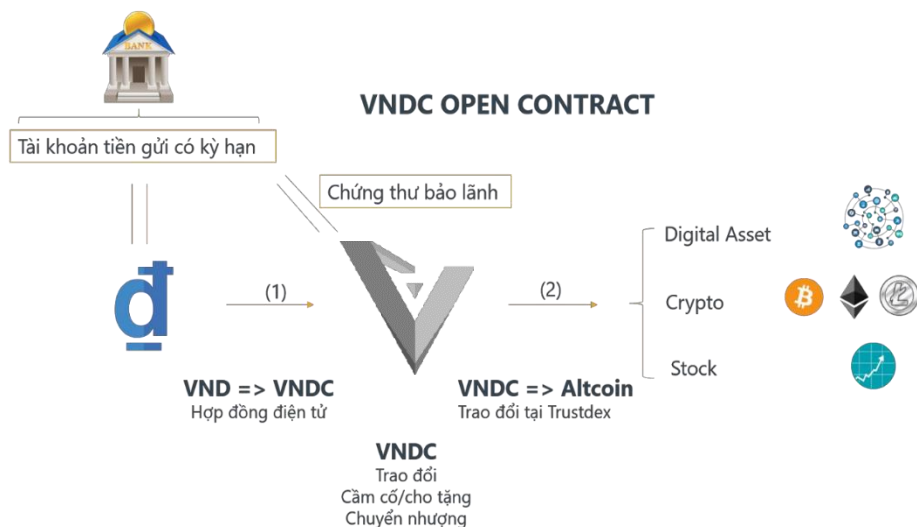 BANK
VNDC OPEN CONTRACT
Tài khoản tiền gửi có kỳ hạn
Chứng thư bảo lãnh
Digital Asset
(1)
(2)
Crypto
Stock
VND => VNDC
Hợp đồng điện tử
VNDC => Altcoin
Trao đổi tại Trustdex
VNDC
Trao đổi
Cầm cố/cho tặng
Chuyển nhượng